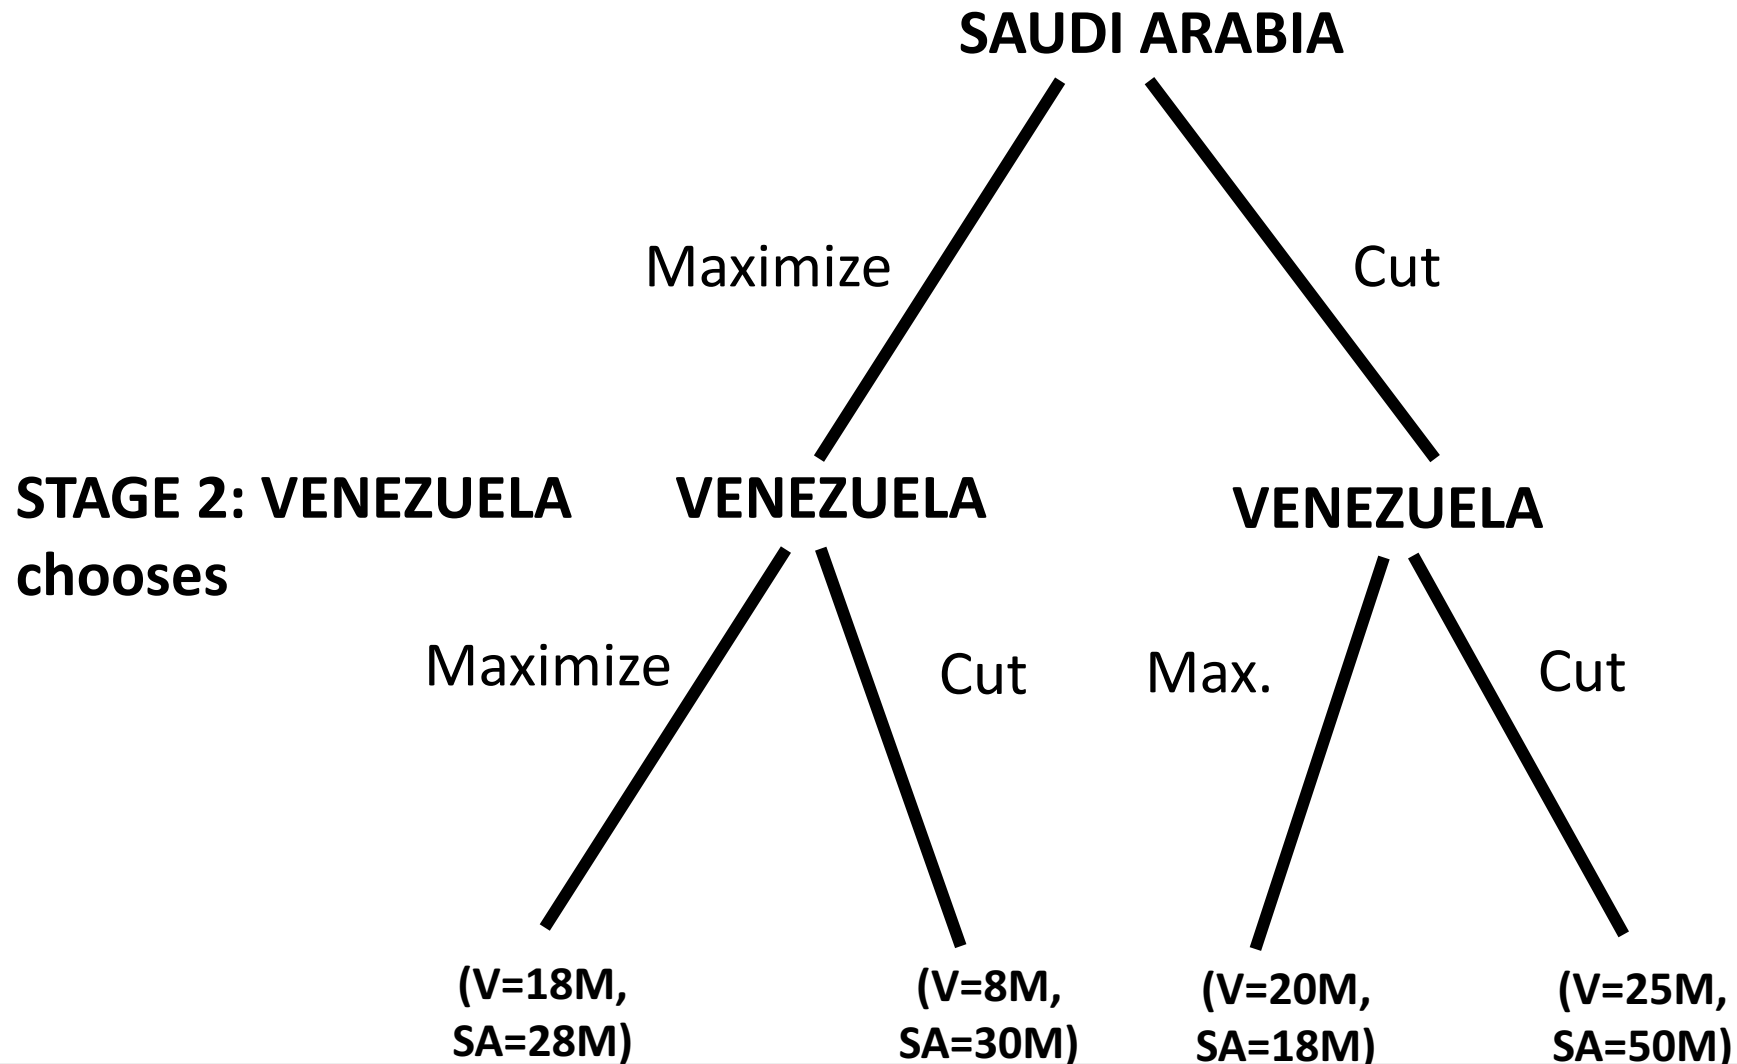 SAUDI ARABIA
Maximize
Cut
STAGE 2: VENEZUELA
chooses
VENEZUELA
VENEZUELA
Maximize
Cut
Max.
Cut
(V=18M,
SA=28M)
(V=8M,
SA=30M)
(V=20M,
SA=18M)
(V=25M,
SA=50M)